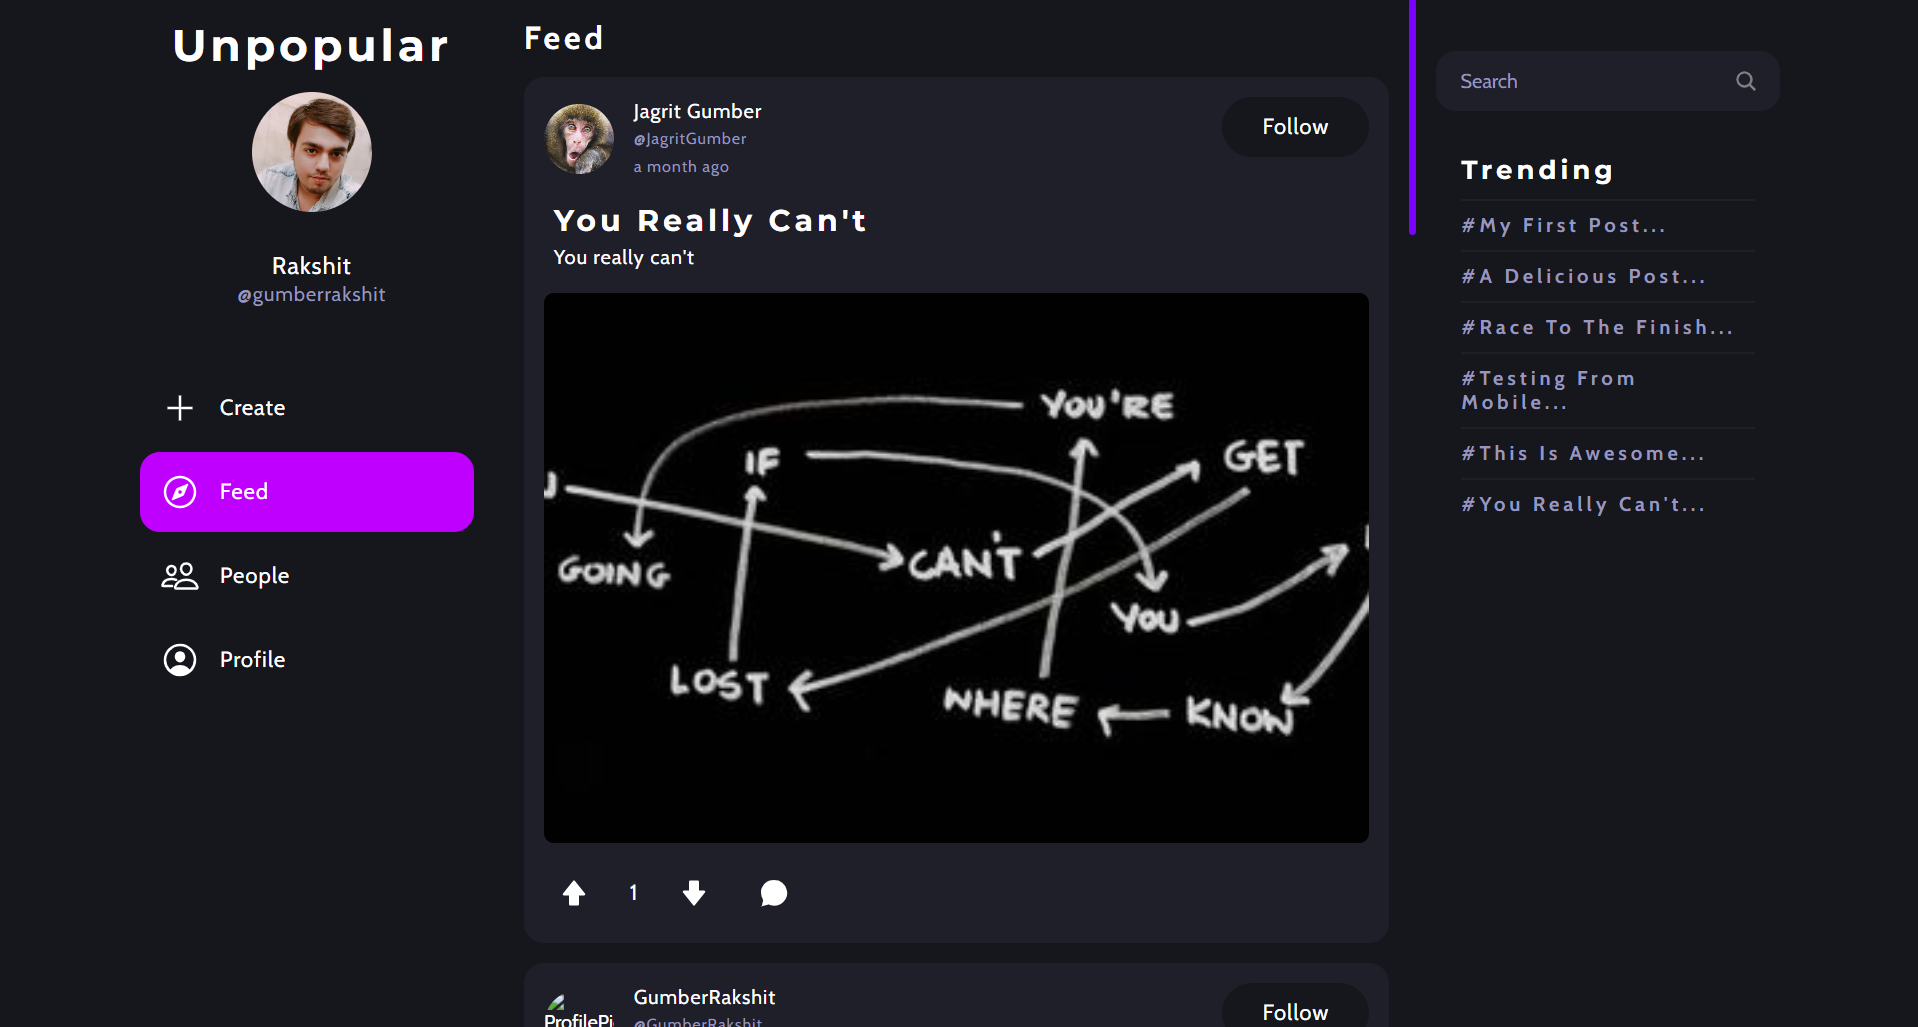 Unpopular
Rakshit
@gumberrakshit
Create
Feed
People
Profile
Feed
Jagrit Gumber
@JagritGumber
a month ago
Follow
You Really Can't
You really can't
YOU'RE
IF
GET
GOING
CAN'T
YOU
LOST
WHERE
KNOW
1
GumberRakshit
@GumberRakshit
Follow
ProfilePi
Search
Trending
#My First Post...
#A Delicious Post...
#Race To The Finish...
#Testing From
Mobile...
#This Is Awesome...
#You Really Can't...